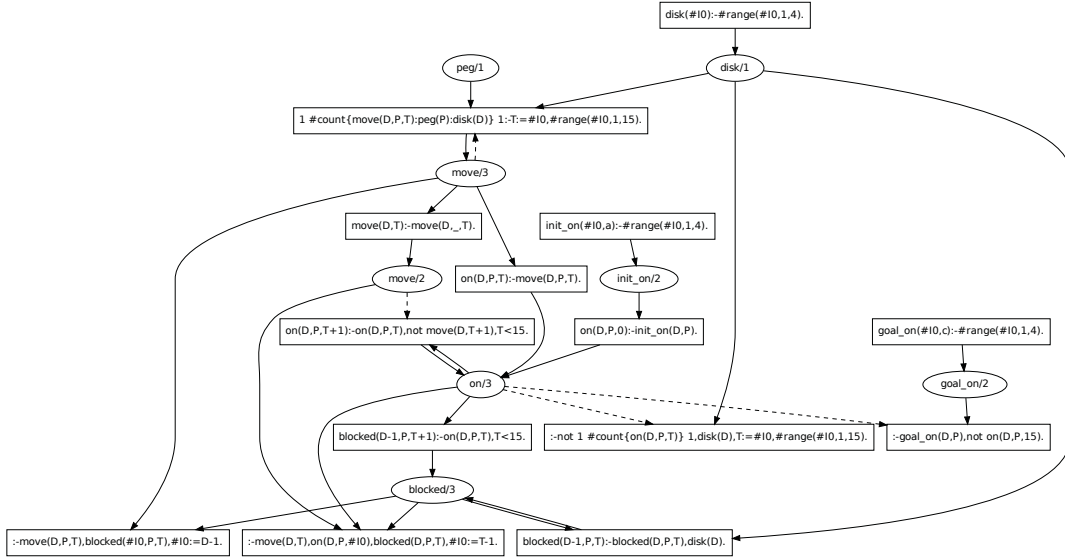 disk(#I0):-#range(#I0,1,4).
peg/1
disk/1
1 #count{move(D,P,T):peg(P):disk(D)} 1:-T:=#I0,#range(#I0,1,15).
move/3
move(D,T):-move(D,_,T).
init_on(#I0,a):-#range(#I0,1,4).
move/2
on(D,P,T):-move(D,P,T).
init_on/2
on(D,P,T+1):-on(D,P,T),not move(D,T+1),T<15.
on(D,P,0):-init_on(D,P).
goal_on(#I0,c):-#range(#I0,1,4).
on/3
goal_on/2
blocked(D-1,P,T+1):-on(D,P,T),T<15.
:-not 1 #count{on(D,P,T)} 1,disk(D),T:=#I0,#range(#I0,1,15).
:-goal_on(D,P),not on(D,P,15).
blocked/3
:-move(D,P,T),blocked(#I0,P,T),#I0:=D-1.
:-move(D,T),on(D,P,#I0),blocked(D,P,T),#I0:=T-1.
blocked(D-1,P,T):-blocked(D,P,T),disk(D).